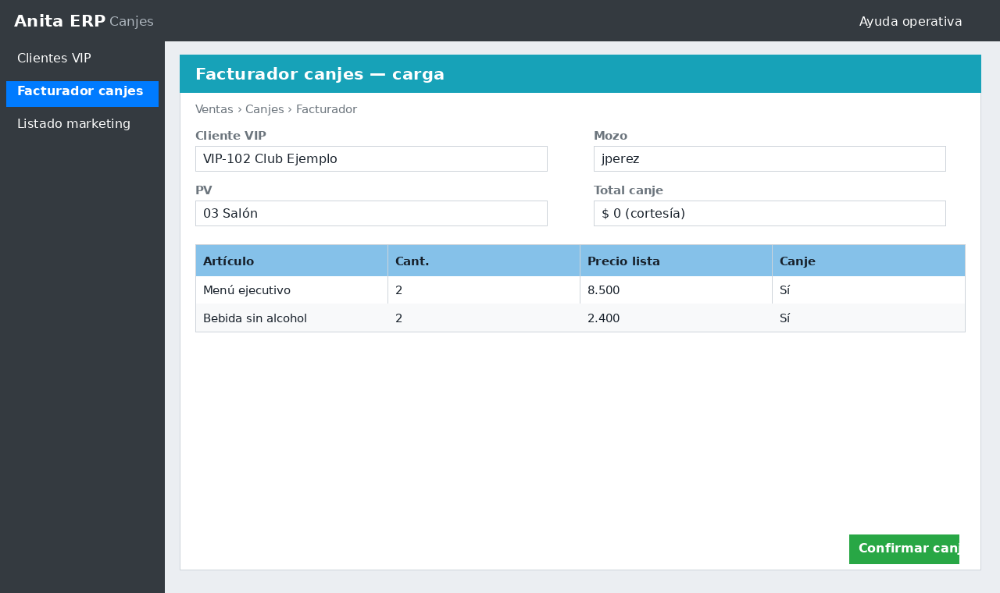 Anita ERP Canjes
Ayuda operativa
Clientes VIP
Facturador canjes
Listado marketing
Facturador canjes — carga
Ventas › Canjes › Facturador
Cliente VIP
VIP-102 Club Ejemplo
Mozo
jperez
PV
03 Salón
Total canje
$ 0 (cortesía)
Artículo Cant. Precio lista Canje
Menú ejecutivo 2 8.500 Sí
Bebida sin alcohol 2 2.400 Sí
Confirmar canj